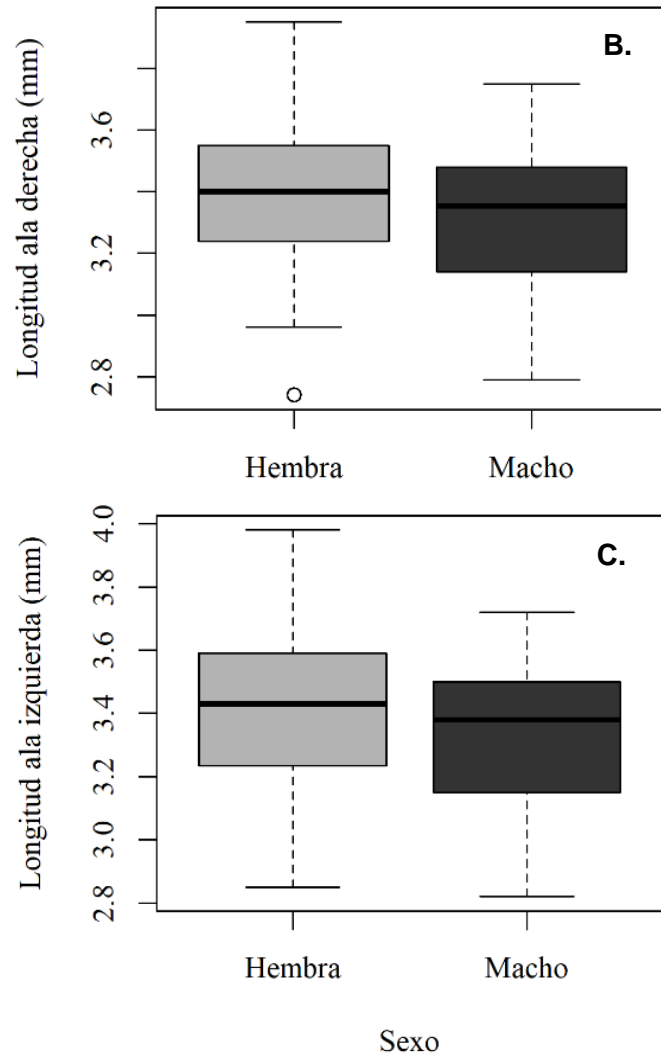 B.
Longitud ala derecha (mm)
3.6
3.2
2.8
Hembra
Macho
C.
Longitud ala izquierda (mm)
4.0
3.8
3.6
3.4
3.2
3.0
2.8
Hembra
Macho
Sexo